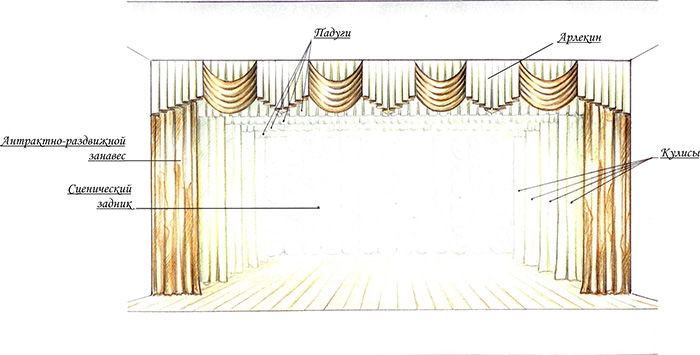 Падуги
Арлекин
Антрактно-раздвижной
занавес
Кулисы
Сценический
задник